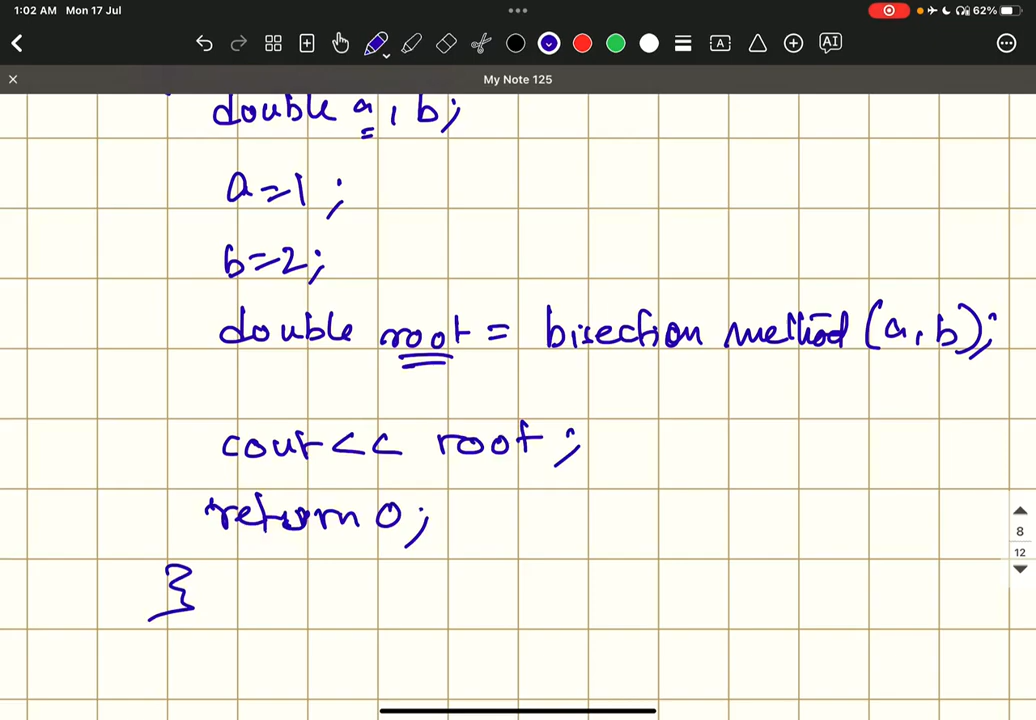 1:02 AM Mon 17 Jul
62%
A
AI
My Note 125
double a, b;
a=1;
b=2;
double root = bisection method (a, b);
cout<< root;
return 0;
}
8
12